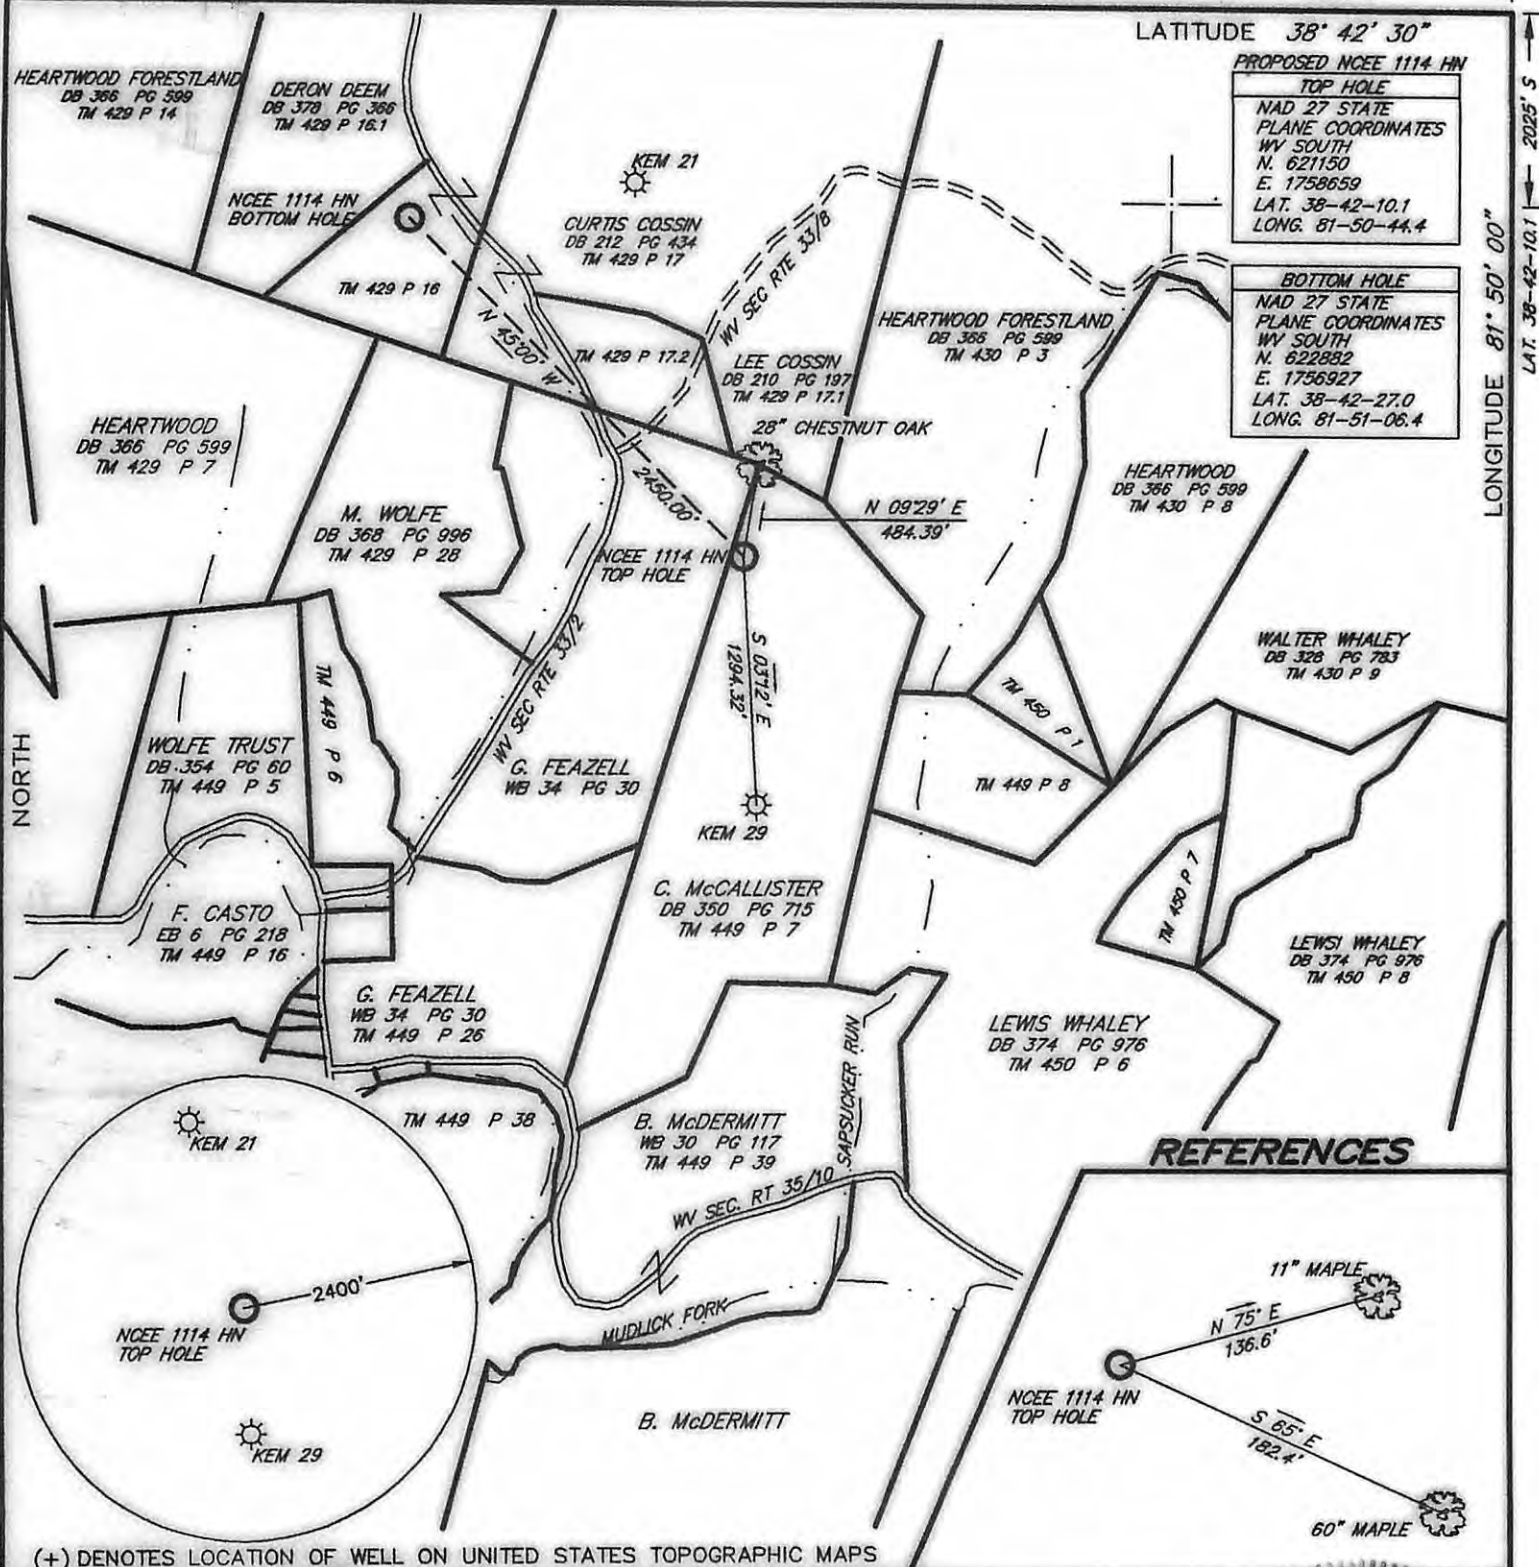 LATITUDE 38° 42' 30"
2025' S
LAT. 38-42-10.1
LONGITUDE 81° 50' 00"
PROPOSED NCEE 1114 HN
TOP HOLE
NAD 27 STATE
PLANE COORDINATES
WV SOUTH
N. 621150
E. 1758659
LAT. 38-42-10.1
LONG. 81-50-44.4
BOTTOM HOLE
NAD 27 STATE
PLANE COORDINATES
WV SOUTH
N. 622882
E. 1756927
LAT. 38-42-27.0
LONG. 81-51-06.4
HEARTWOOD FORESTLAND
DB 366 PG 599
TM 429 P 14
DERON DEEM
DB 378 PG 366
TM 429 P 16.1
NCEE 1114 HN
BOTTOM HOLE
TM 429 P 16
KEM 21
CURTIS COSSIN
DB 212 PG 434
TM 429 P 17
WV SEC RTE 33/8
N 45°00' W
2450.00'
TM 429 P 17.2
LEE COSSIN
DB 210 PG 197
TM 429 P 17.1
HEARTWOOD FORESTLAND
DB 366 PG 599
TM 430 P 3
28" CHESTNUT OAK
HEARTWOOD
DB 366 PG 599
TM 429 P 7
M. WOLFE
DB 368 PG 996
TM 429 P 28
N 09°29' E
484.39'
NCEE 1114 HN
TOP HOLE
HEARTWOOD
DB 366 PG 599
TM 430 P 8
WALTER WHALEY
DB 328 PG 783
TM 430 P 9
S 03°12' E
1294.32'
WV SEC RTE 33/2
TM 449 P 6
TM 450 P 1
NORTH
WOLFE TRUST
DB 354 PG 60
TM 449 P 5
G. FEAZELL
WB 34 PG 30
TM 449 P 8
KEM 29
C. McCALLISTER
DB 350 PG 715
TM 449 P 7
TM 450 P 7
F. CASTO
EB 6 PG 218
TM 449 P 16
LEWSI WHALEY
DB 374 PG 976
TM 450 P 8
G. FEAZELL
WB 34 PG 30
TM 449 P 26
LEWIS WHALEY
DB 374 PG 976
TM 450 P 6
SAPSUCKER RUN
TM 449 P 38
B. McDERMITT
WB 30 PG 117
TM 449 P 39
WV SEC. RT 35/10
MUDLICK FORK
B. McDERMITT
KEM 21
2400'
NCEE 1114 HN
TOP HOLE
KEM 29
REFERENCES
11" MAPLE
N 75° E
136.6'
NCEE 1114 HN
TOP HOLE
S 65° E
182.4'
60" MAPLE
(+) DENOTES LOCATION OF WELL ON UNITED STATES TOPOGRAPHIC MAPS